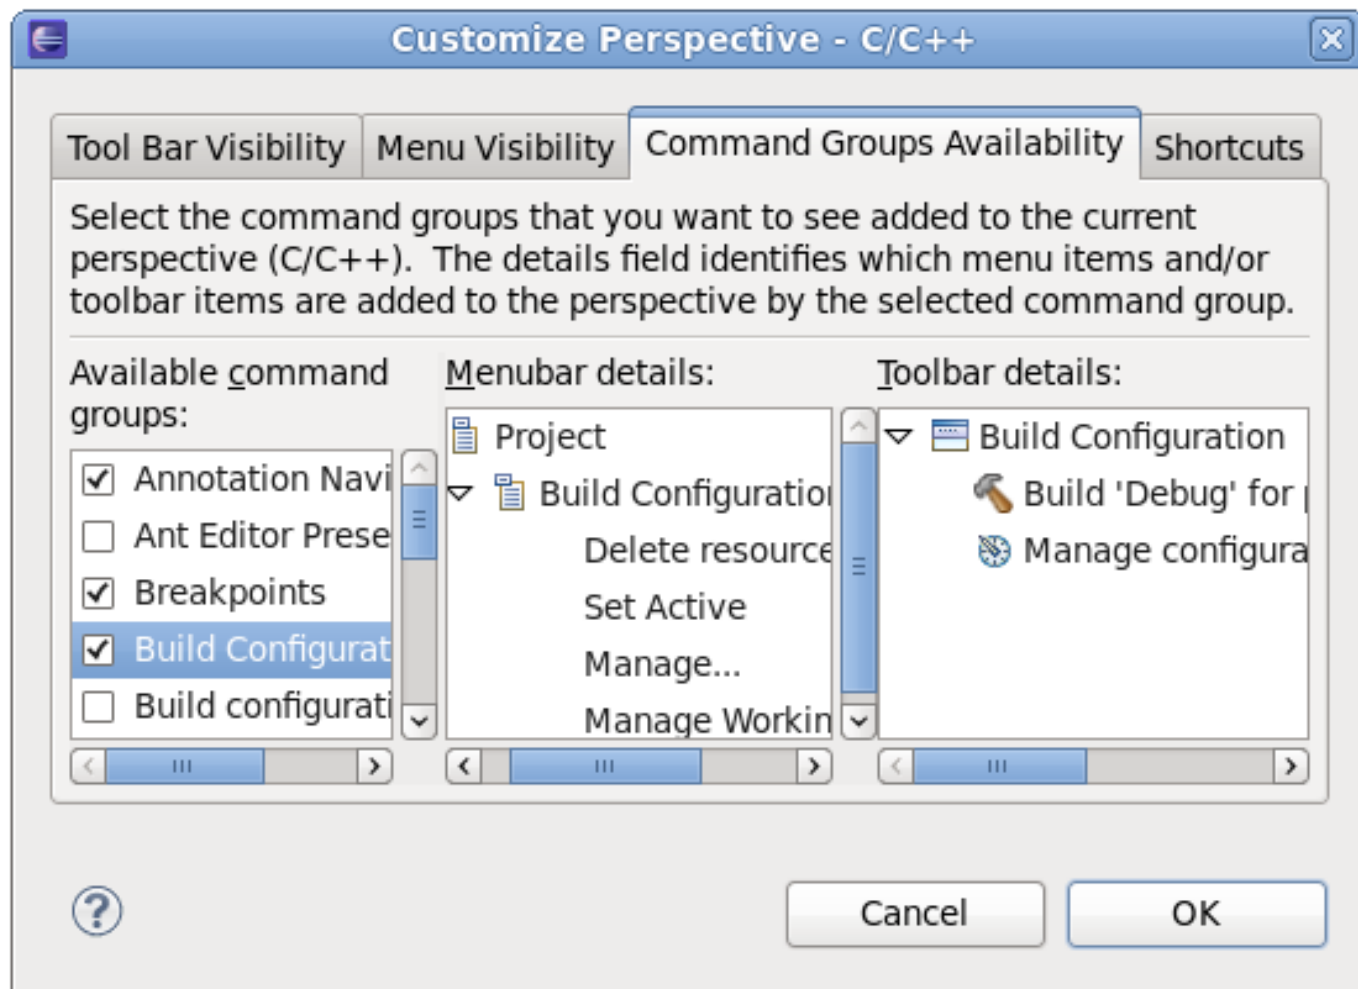 Customize Perspective - C/C++
Tool Bar Visibility
Menu Visibility
Command Groups Availability
Shortcuts
Select the command groups that you want to see added to the current
perspective (C/C++).  The details field identifies which menu items and/or
toolbar items are added to the perspective by the selected command group.
Available command
groups:
Annotation Navi
Ant Editor Prese
Breakpoints
Build Configurat
Build configurati
Menubar details:
Project
Build Configuration
Delete resource
Set Active
Manage...
Manage Workin
Toolbar details:
Build Configuration
Build 'Debug' for
Manage configura
Cancel
OK